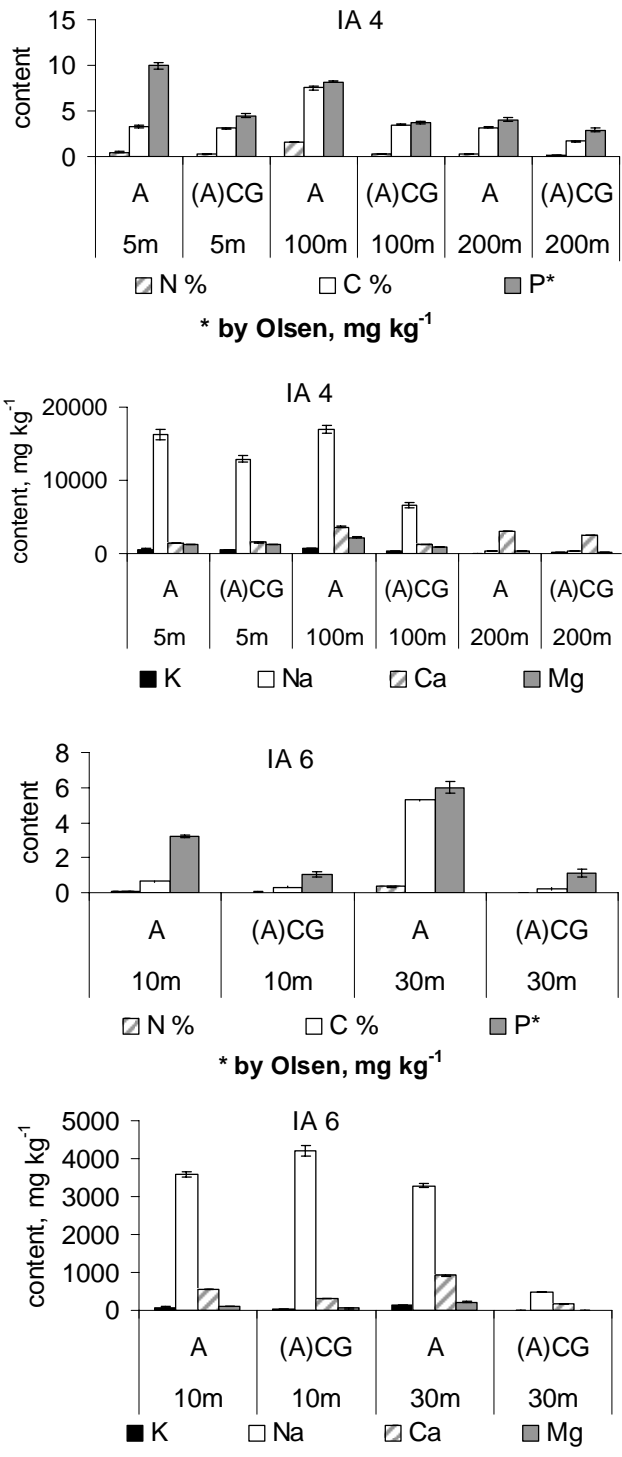 IA 4
content
15
10
5
0
A (A)CG A (A)CG A (A)CG
5m 5m 100m 100m 200m 200m
N % C % P*
* by Olsen, mg kg-1
IA 4
content, mg kg-1
20000
10000
0
A (A)CG A (A)CG A (A)CG
5m 5m 100m 100m 200m 200m
K Na Ca Mg
IA 6
content
8
6
4
2
0
A (A)CG A (A)CG
10m 10m 30m 30m
N % C % P*
* by Olsen, mg kg-1
IA 6
content, mg kg-1
5000
4000
3000
2000
1000
0
A (A)CG A (A)CG
10m 10m 30m 30m
K Na Ca Mg